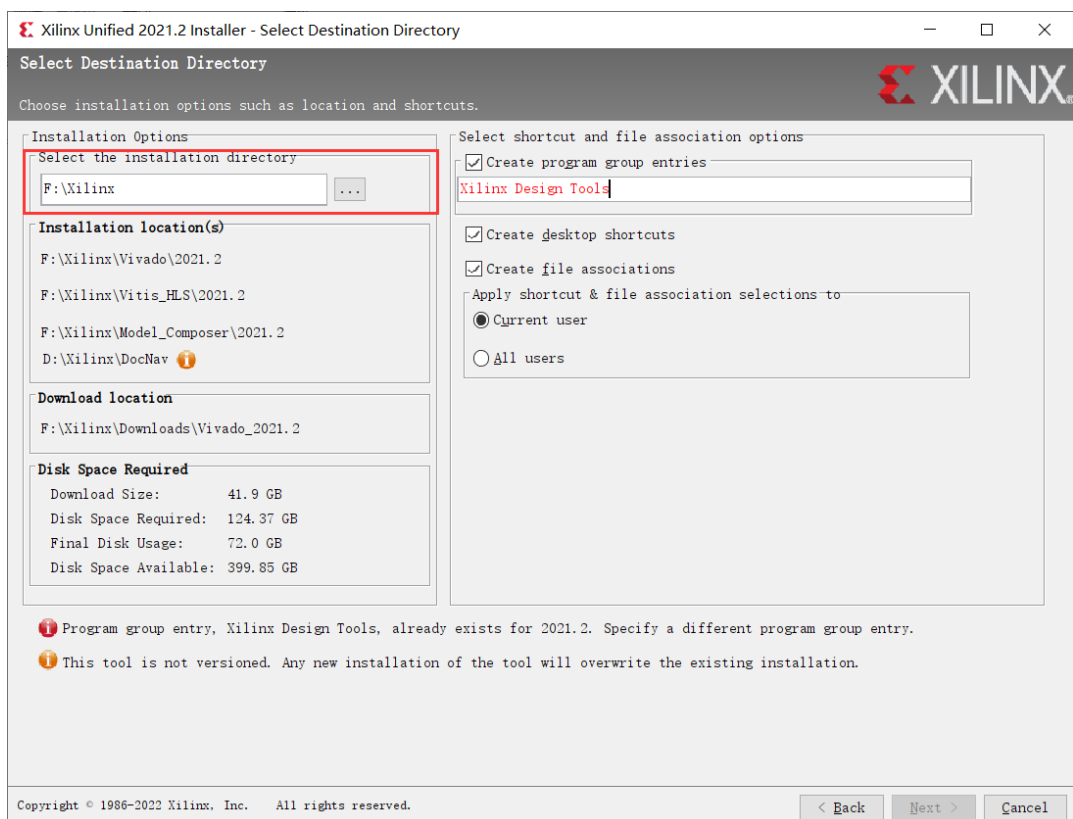 Xilinx Unified 2021.2 Installer - Select Destination Directory
Select Destination Directory
Choose installation options such as location and shortcuts.
XILINX®
Installation Options
Select the installation directory
F:\Xilinx
...
Installation location(s)
F:\Xilinx\Vivado\2021.2
F:\Xilinx\Vitis_HLS\2021.2
F:\Xilinx\Model_Composer\2021.2
D:\Xilinx\DocNav
Download location
F:\Xilinx\Downloads\Vivado_2021.2
Disk Space Required
Download Size: 41.9 GB
Disk Space Required: 124.37 GB
Final Disk Usage: 72.0 GB
Disk Space Available: 399.85 GB
Select shortcut and file association options
Create program group entries
Xilinx Design Tools
Create desktop shortcuts
Create file associations
Apply shortcut & file association selections to
Current user
All users
Program group entry, Xilinx Design Tools, already exists for 2021.2. Specify a different program group entry.
This tool is not versioned. Any new installation of the tool will overwrite the existing installation.
Copyright © 1986-2022 Xilinx, Inc. All rights reserved.
< Back
Next >
Cancel